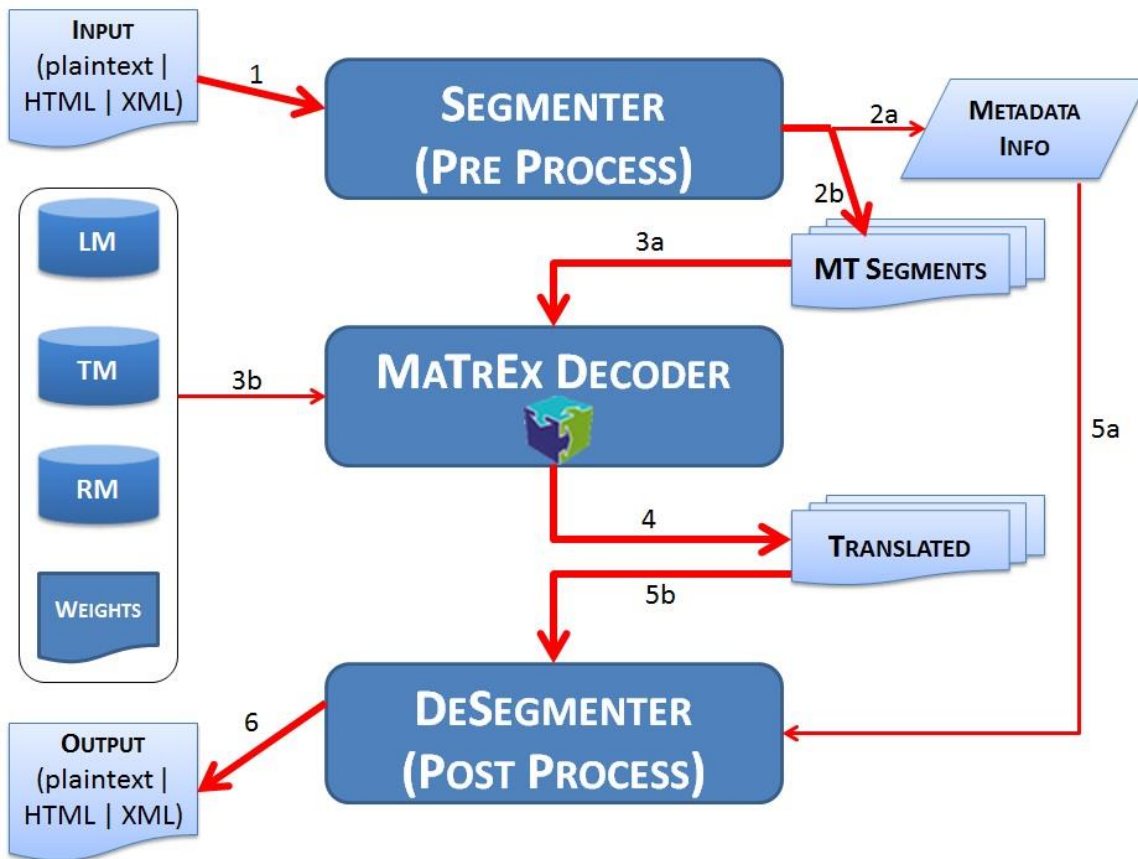 INPUT
(plaintext |
HTML | XML)
1
SEGMENTER
(PRE PROCESS)
2a
METADATA
INFO
2b
LM
3a
MT SEGMENTS
TM
3b
MATREX DECODER
5a
RM
4
TRANSLATED
WEIGHTS
5b
6
DESEGMENTER
(POST PROCESS)
OUTPUT
(plaintext |
HTML | XML)